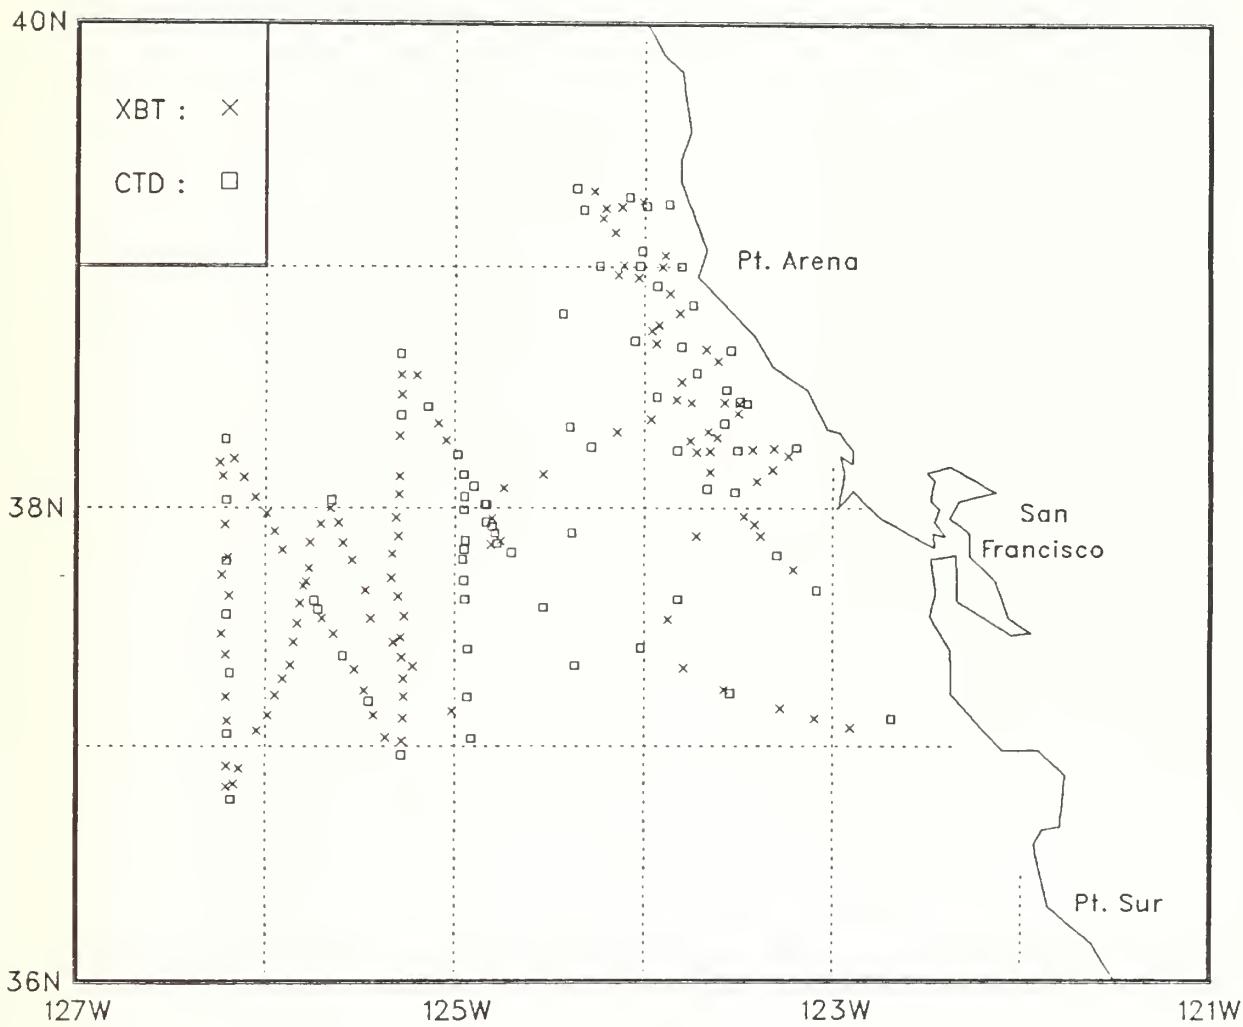 40N
XBT : ×
CTD : □
Pt. Arena
38N
San
Francisco
Pt. Sur
36N
127W 125W 123W 121W